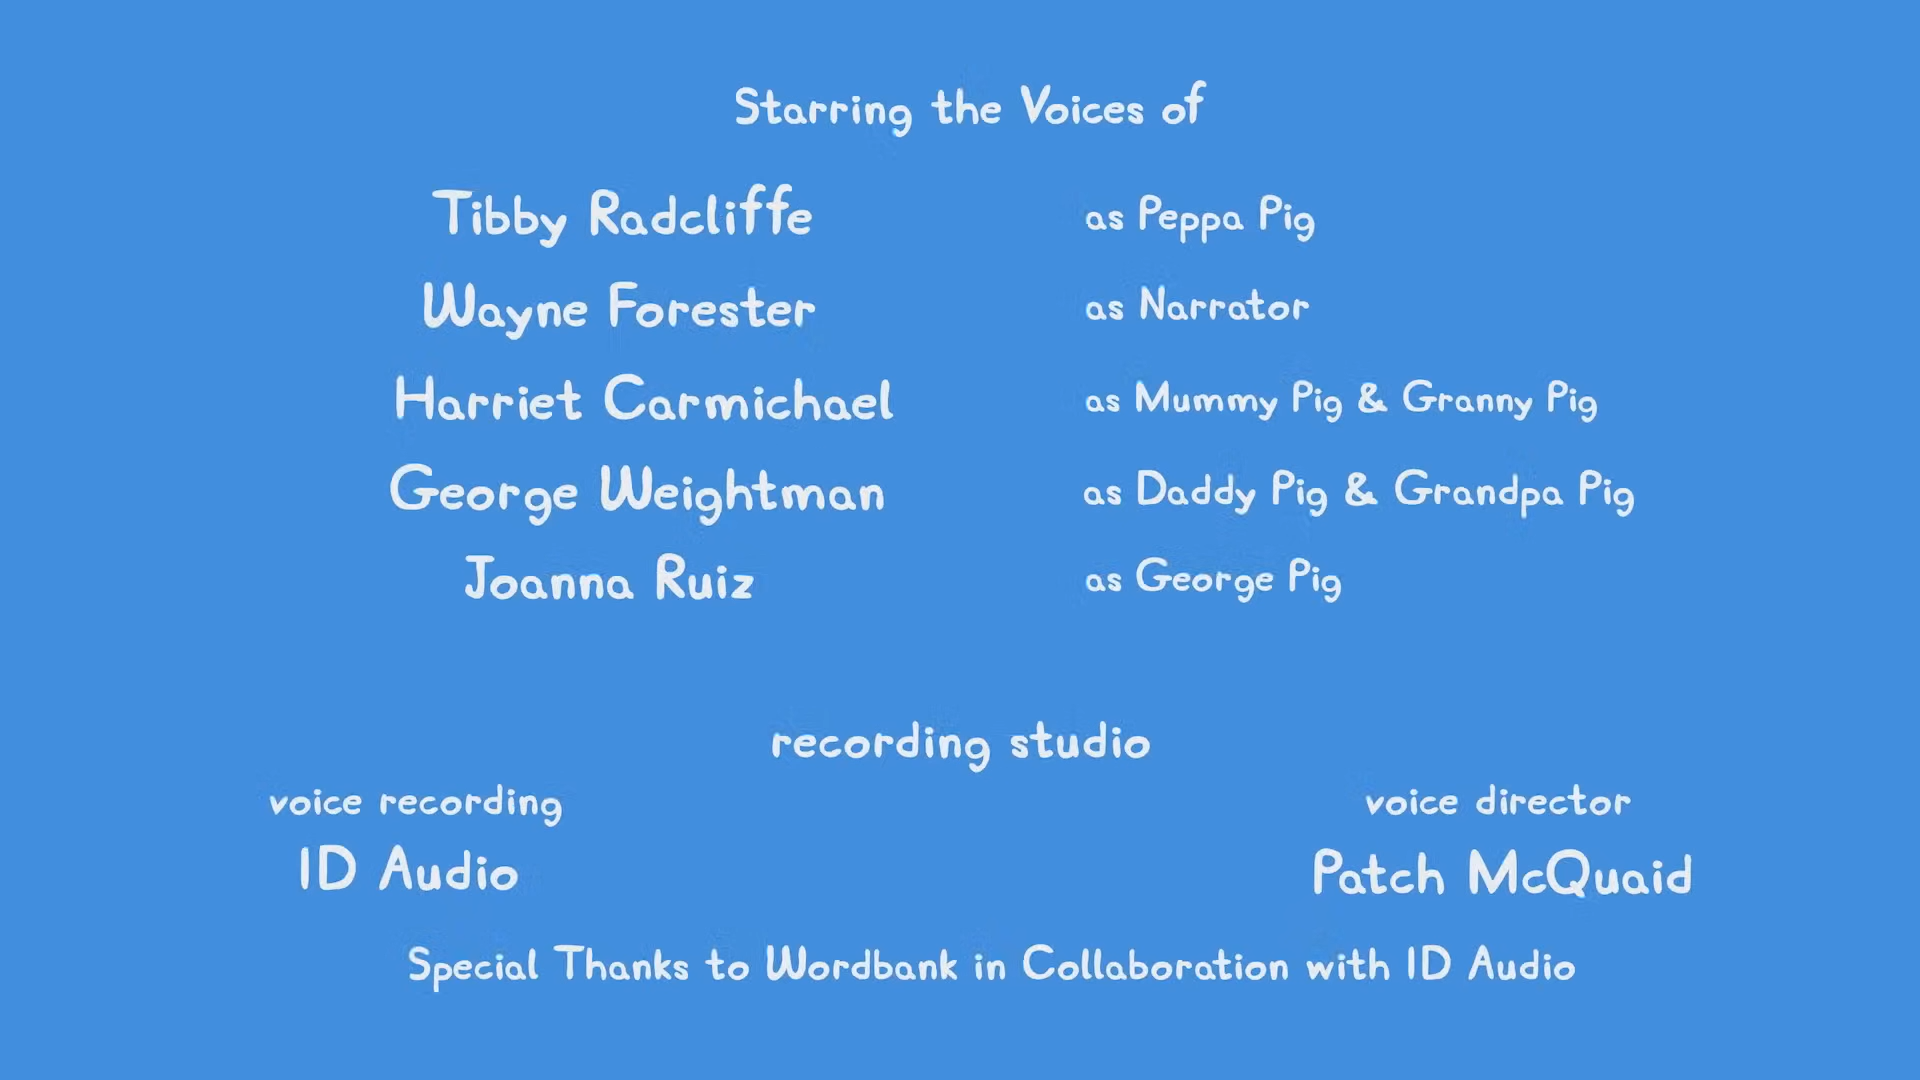 Starring the Voices of
Tibby Radcliffe as Peppa Pig
Wayne Forester as Narrator
Harriet Carmichael as Mummy Pig & Granny Pig
George Weightman as Daddy Pig & Grandpa Pig
Joanna Ruiz as George Pig
recording studio
voice recording voice director
ID Audio Patch McQuaid
Special Thanks to Wordbank in Collaboration with ID Audio